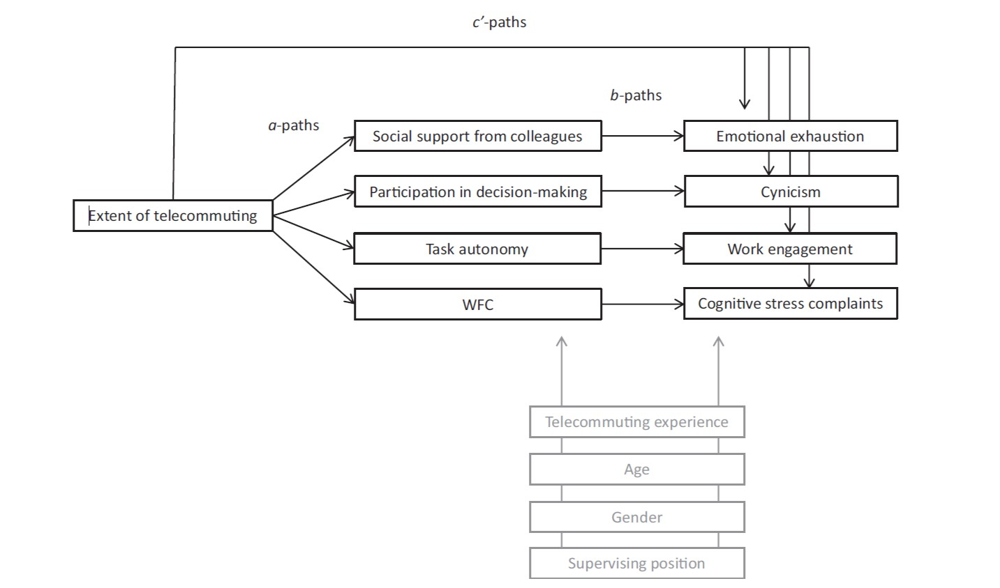 c’-paths
b-paths
a-paths
Social support from colleagues
Emotional exhaustion
Participation in decision-making
Cynicism
Extent of telecommuting
Task autonomy
Work engagement
WFC
Cognitive stress complaints
Telecommuting experience
Age
Gender
Supervising position